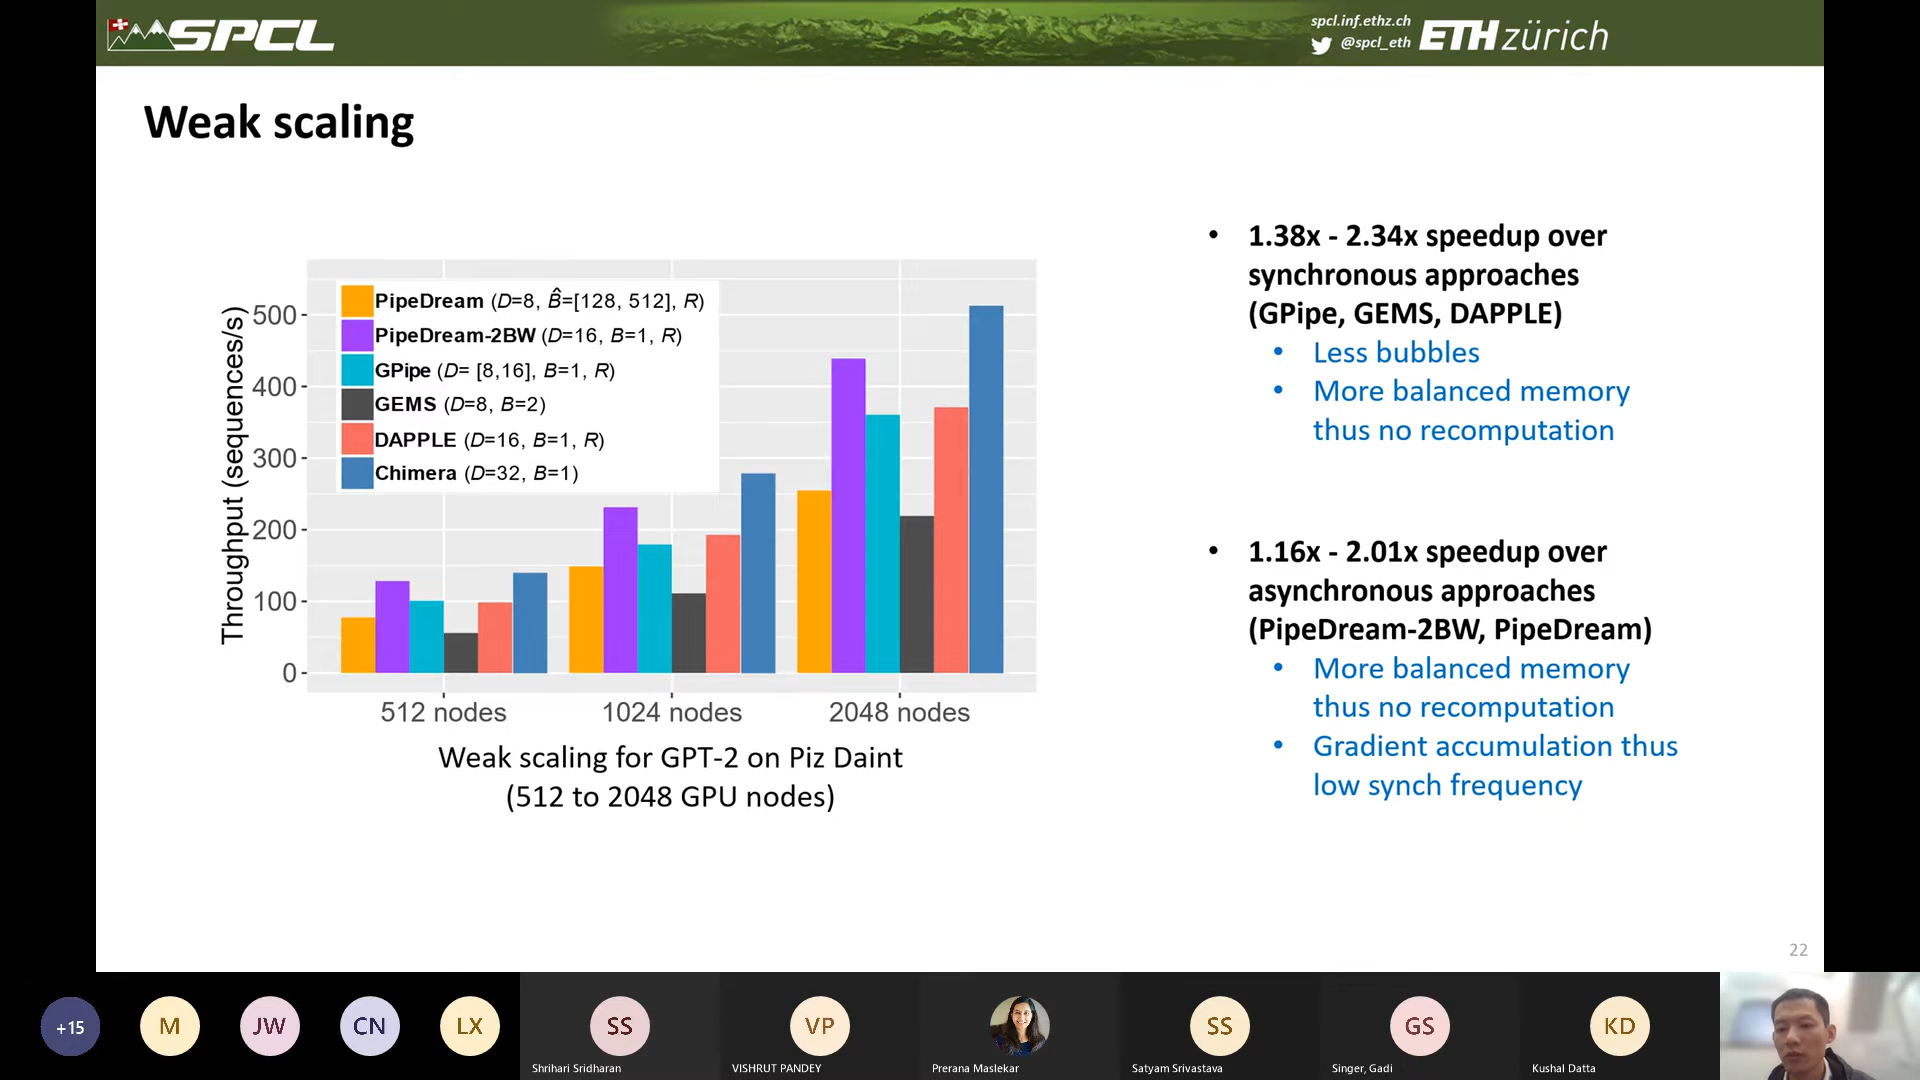 SPCL
spcl.inf.ethz.ch
@spcl_eth
ETH zürich
Weak scaling
Throughput (sequences/s)
500
400
300
200
100
0
PipeDream (D=8, B̂=[128, 512], R)
PipeDream-2BW (D=16, B=1, R)
GPipe (D= [8,16], B=1, R)
GEMS (D=8, B=2)
DAPPLE (D=16, B=1, R)
Chimera (D=32, B=1)
512 nodes
1024 nodes
2048 nodes
Weak scaling for GPT-2 on Piz Daint
(512 to 2048 GPU nodes)
• 1.38x - 2.34x speedup over
synchronous approaches
(GPipe, GEMS, DAPPLE)
• Less bubbles
• More balanced memory
thus no recomputation
• 1.16x - 2.01x speedup over
asynchronous approaches
(PipeDream-2BW, PipeDream)
• More balanced memory
thus no recomputation
• Gradient accumulation thus
low synch frequency
22
+15
M
JW
CN
LX
SS
Shrihari Sridharan
VP
VISHRUT PANDEY
Prerana Maslekar
SS
Satyam Srivastava
GS
Singer, Gadi
KD
Kushal Datta